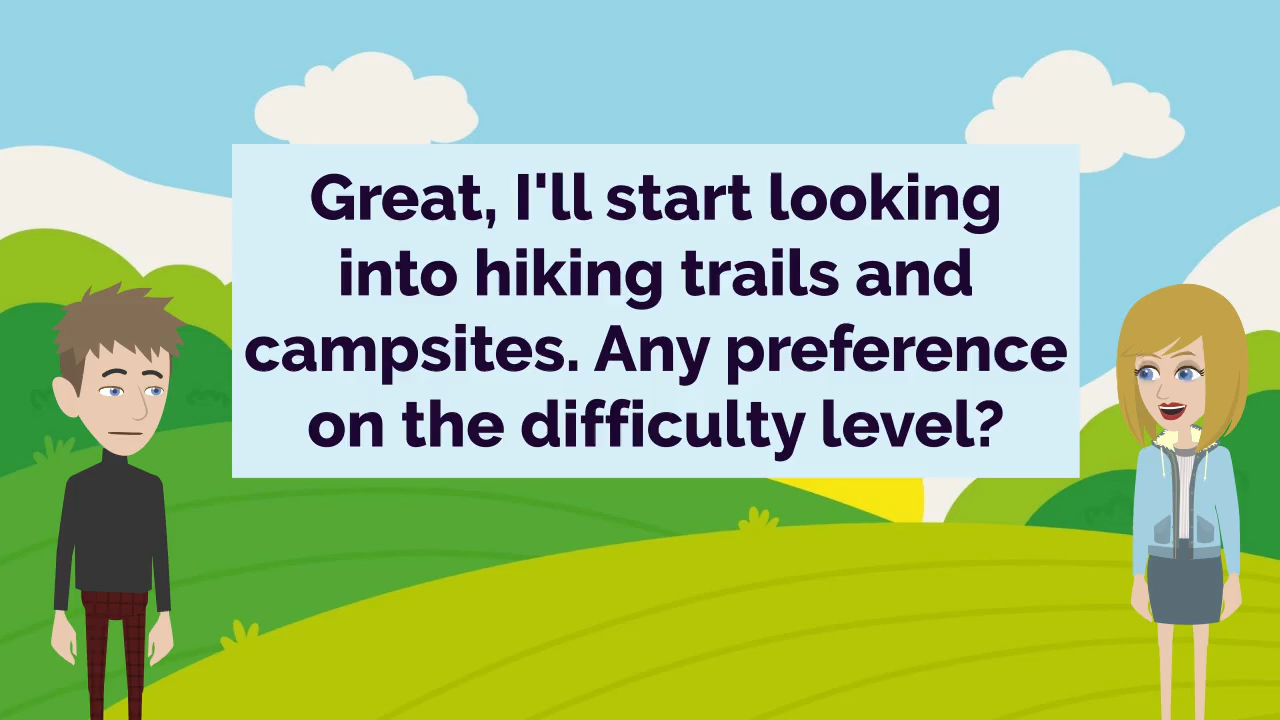 Great, I'll start looking
into hiking trails and
campsites. Any preference
on the difficulty level?